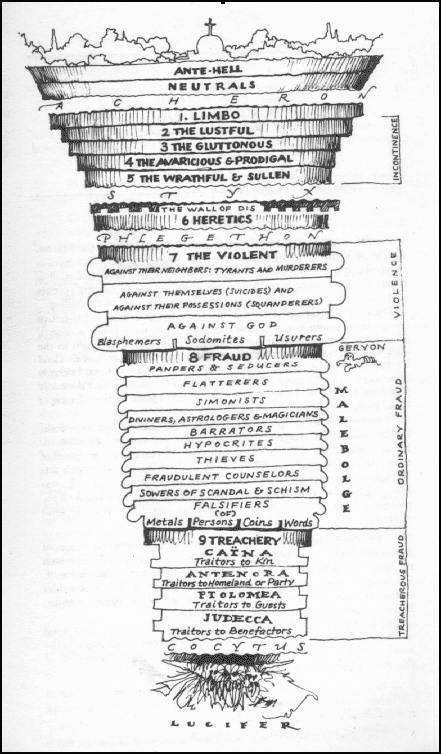 ANTE-HELL
NEUTRALS
ACHERON
1. LIMBO
2 THE LUSTFUL
3 THE GLUTTONOUS
4 THE AVARICIOUS & PRODIGAL
5 THE WRATHFUL & SULLEN
INCONTINENCE
STYX
THE WALL OF DIS
6 HERETICS
PHLEGETHON
7 THE VIOLENT
AGAINST THEIR NEIGHBORS: TYRANTS AND MURDERERS
AGAINST THEMSELVES (SUICIDES) AND
AGAINST THEIR POSSESSIONS (SQUANDERERS)
AGAINST GOD
Blasphemers Sodomites Usurers
VIOLENCE
GERYON
8 FRAUD
PANDERS & SEDUCERS
FLATTERERS
SIMONISTS
DIVINERS, ASTROLOGERS & MAGICIANS
BARRATORS
HYPOCRITES
THIEVES
FRAUDULENT COUNSELORS
SOWERS OF SCANDAL & SCHISM
FALSIFIERS
(OF)
Metals Persons Coins Words
MALEBOLGE
ORDINARY FRAUD
9 TREACHERY
CAÏNA
Traitors to Kin
ANTENORA
Traitors to Homeland or Party
PTOLOMEA
Traitors to Guests
JUDECCA
Traitors to Benefactors
TREACHEROUS FRAUD
COCYTUS
LUCIFER